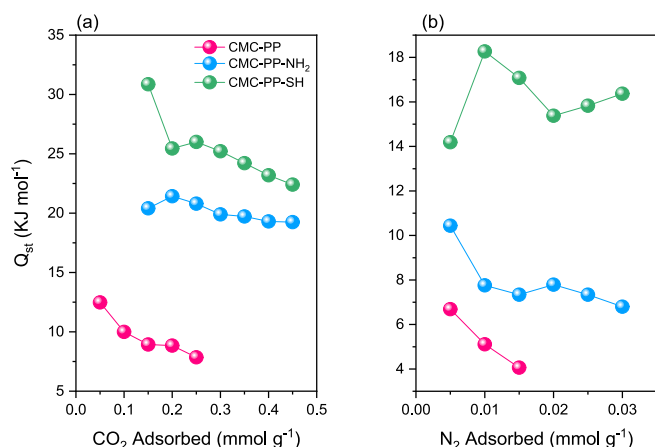 (a)
(b)
35
30
25
20
15
10
5
Q_st (KJ mol⁻¹)
CMC-PP
CMC-PP-NH₂
CMC-PP-SH
18
16
14
12
10
8
6
4
0.0 0.1 0.2 0.3 0.4 0.5
0.00 0.01 0.02 0.03
CO₂ Adsorbed (mmol g⁻¹)
N₂ Adsorbed (mmol g⁻¹)